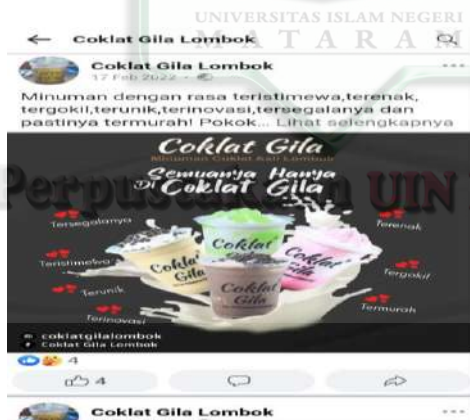 UNIVERSITAS ISLAM NEGERI
MATARAM
Coklat Gila Lombok
Coklat Gila Lombok
17 Feb 2022
Minuman dengan rasa teristimewa,terenak,
tergokil,terunik,terinovasi,tersegalanya dan
pastinya termurah! Pokok... Lihat selengkapnya
Coklat Gila
Minuman Coklat Asli Lombok
Semuanya Hanya
Di Coklat Gila
Perpustakaan UIN
Tersegalanya
Teristimewa
Terunik
Terinovasi
Terenak
Tergokil
Termurah
Coklat
Coklat
Gila
Coklat
Gila
Coklat
Gila
coklatgilalombok
Coklat Gila Lombok
4
4
Coklat Gila Lombok